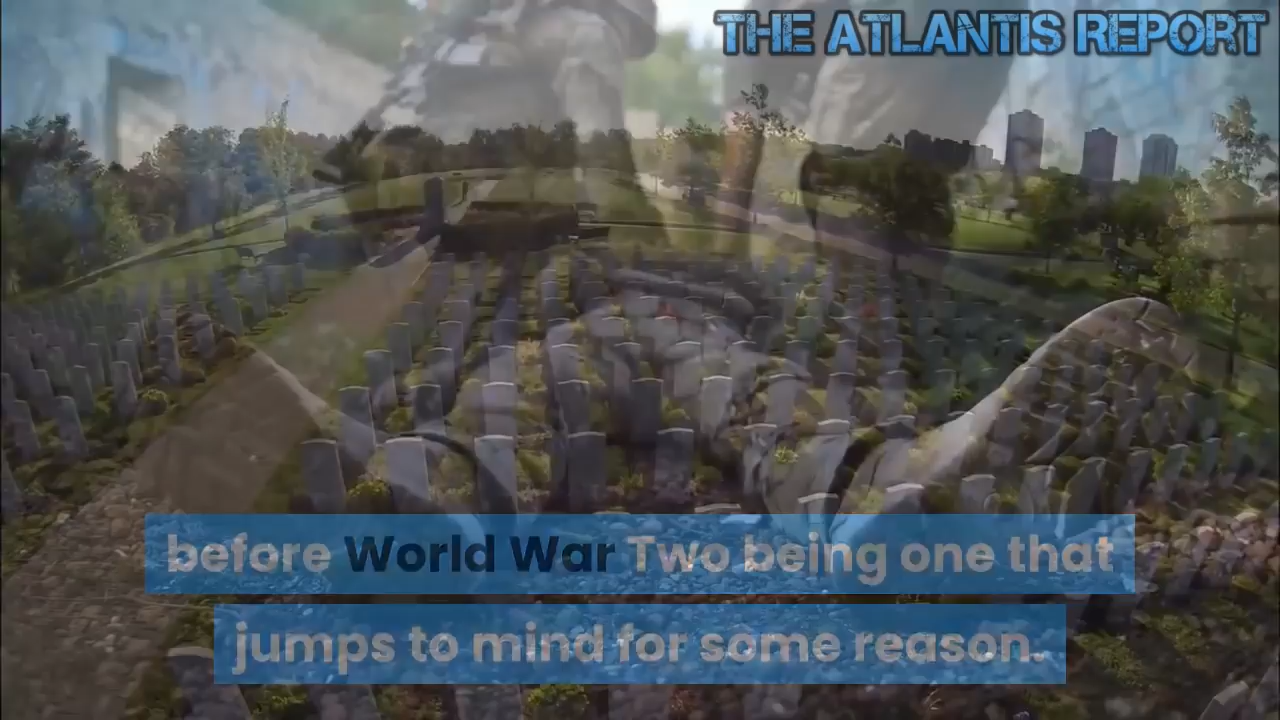 THE ATLANTIS REPORT
before World War Two being one that
jumps to mind for some reason.